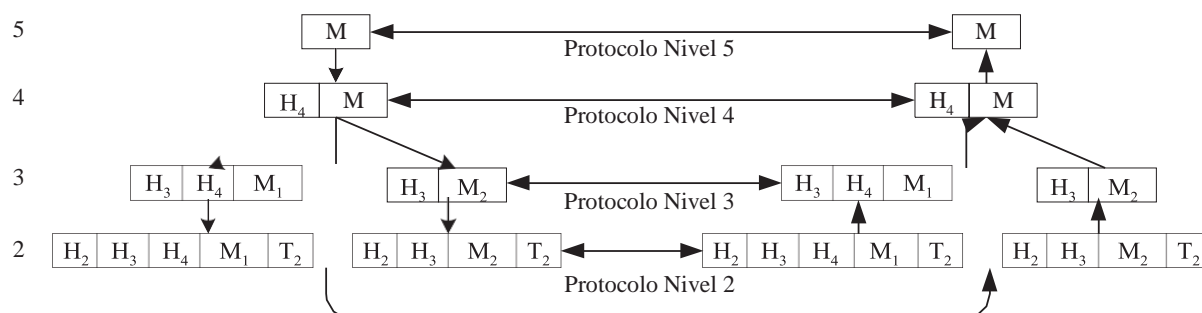 5 M M
Protocolo Nivel 5
4 H₄ M H₄ M
Protocolo Nivel 4
3 H₃ H₄ M₁ H₃ M₂ H₃ H₄ M₁ H₃ M₂
Protocolo Nivel 3
2 H₂ H₃ H₄ M₁ T₂ H₂ H₃ M₂ T₂ H₂ H₃ H₄ M₁ T₂ H₂ H₃ M₂ T₂
Protocolo Nivel 2